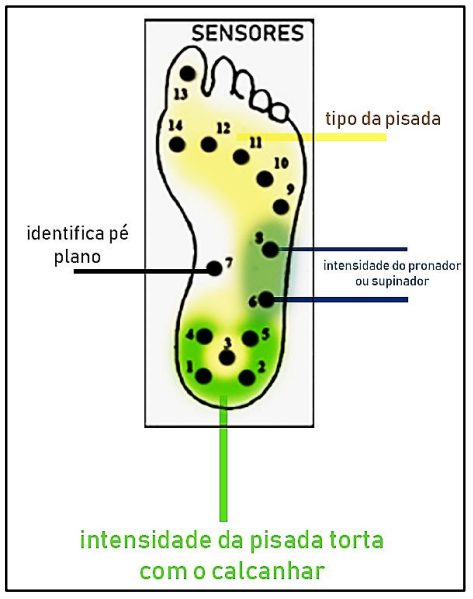 SENSORES
13
14
12
11
10
9
tipo da pisada
8
7
6
identifica pé
plano
intensidade do pronador
ou supinador
4
5
3
1
2
intensidade da pisada torta
com o calcanhar